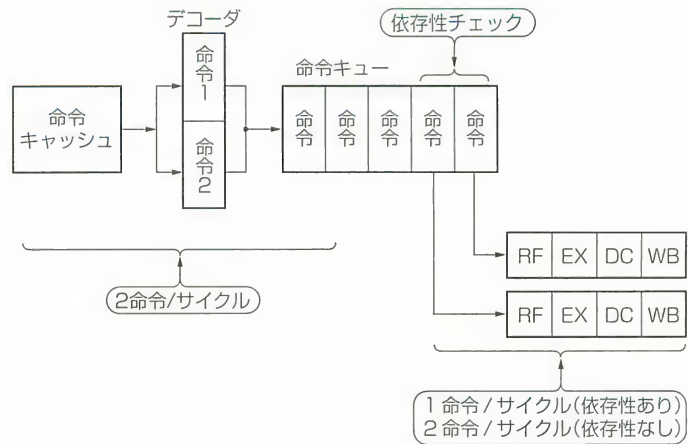 デコーダ
依存性チェック
命令キュー
命令
キャッシュ
命令1
命令2
命令
命令
命令
命令
命令
RF EX DC WB
2命令/サイクル
RF EX DC WB
1命令/サイクル(依存性あり)
2命令/サイクル(依存性なし)